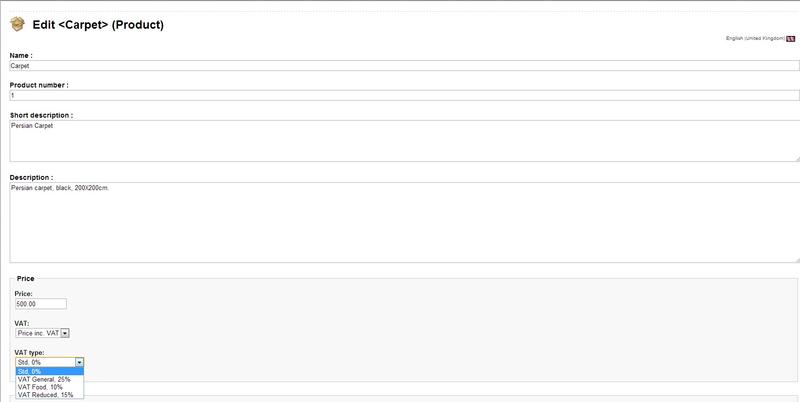 Edit <Carpet> (Product)
English (United Kingdom)
Name :
Carpet
Product number :
1
Short description :
Persian Carpet
Description :
Persian carpet, black, 200X200cm.
Price
Price:
500.00
VAT:
Price inc. VAT
VAT type:
Std, 0%
Std, 0%
VAT General, 25%
VAT Food, 10%
VAT Reduced, 15%